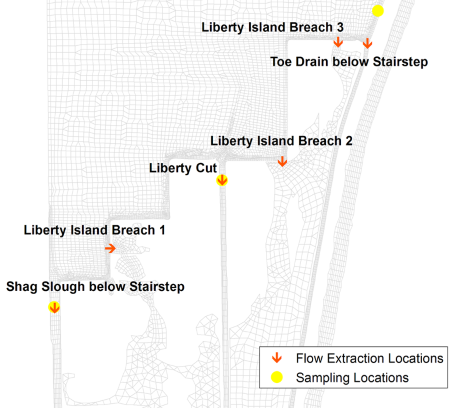 Liberty Island Breach 3
Toe Drain below Stairstep
Liberty Island Breach 2
Liberty Cut
Liberty Island Breach 1
Shag Slough below Stairstep
Flow Extraction Locations
Sampling Locations